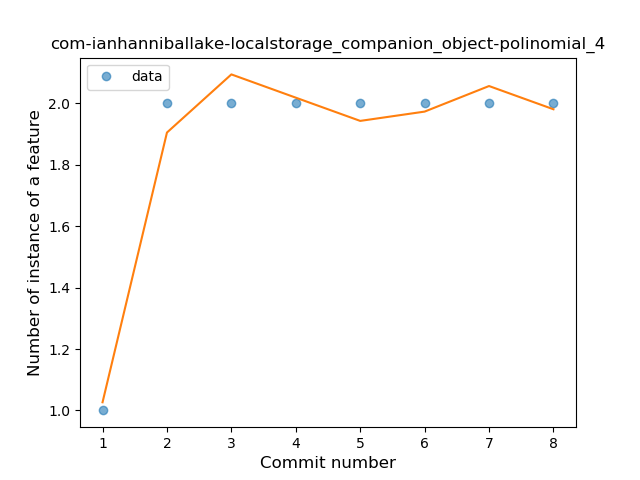 com-ianhanniballake-localstorage_companion_object-polinomial_4
data
Number of instance of a feature
2.0
1.8
1.6
1.4
1.2
1.0
1 2 3 4 5 6 7 8
Commit number